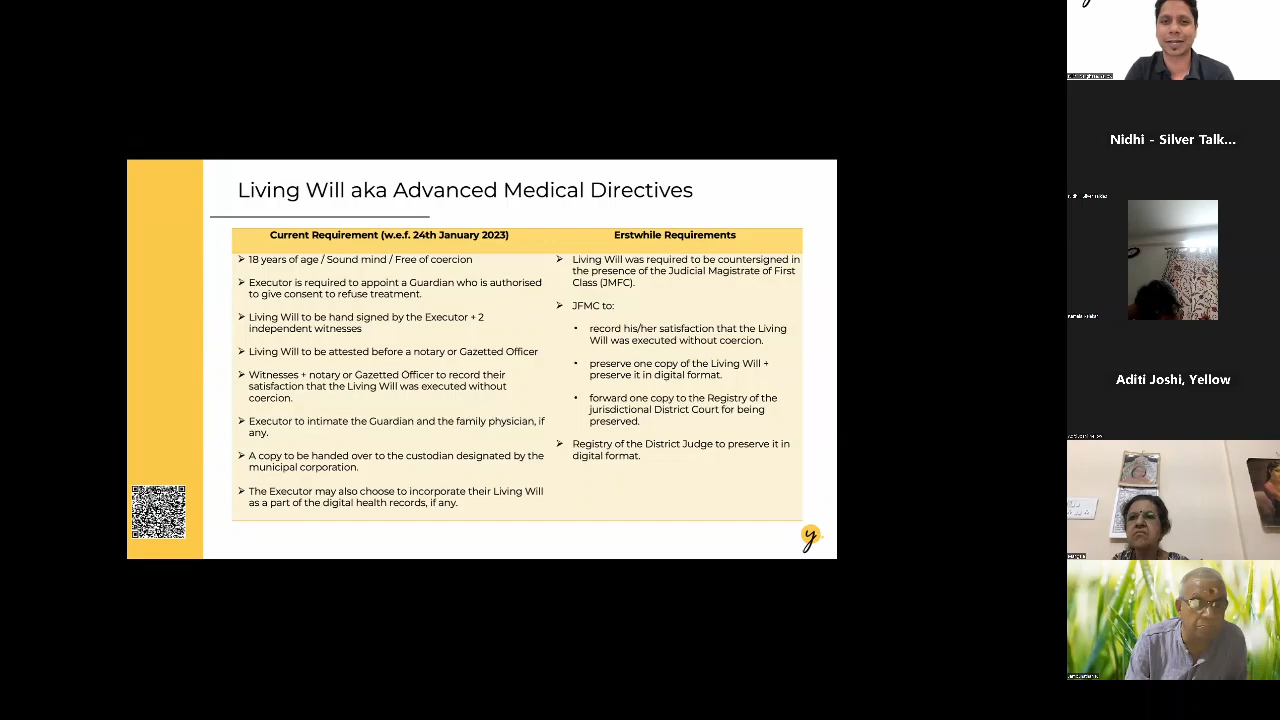 Living Will aka Advanced Medical Directives
Current Requirement (w.e.f. 24th January 2023)
18 years of age / Sound mind / Free of coercion
Executor is required to appoint a Guardian who is authorised
to give consent to refuse treatment.
Living Will to be hand signed by the Executor + 2
independent witnesses
Living Will to be attested before a notary or Gazetted Officer
Witnesses + notary or Gazetted Officer to record their
satisfaction that the Living Will was executed without
coercion.
Executor to intimate the Guardian and the family physician, if
any.
A copy to be handed over to the custodian designated by the
municipal corporation.
The Executor may also choose to incorporate their Living Will
as a part of the digital health records, if any.
Erstwhile Requirements
Living Will was required to be countersigned in
the presence of the Judicial Magistrate of First
Class (JMFC).
JFMC to:
record his/her satisfaction that the Living
Will was executed without coercion.
preserve one copy of the Living Will +
preserve it in digital format.
forward one copy to the Registry of the
jurisdictional District Court for being
preserved.
Registry of the District Judge to preserve it in
digital format.
y
Nidhi - Silver Talk...
Aditi Joshi, Yellow